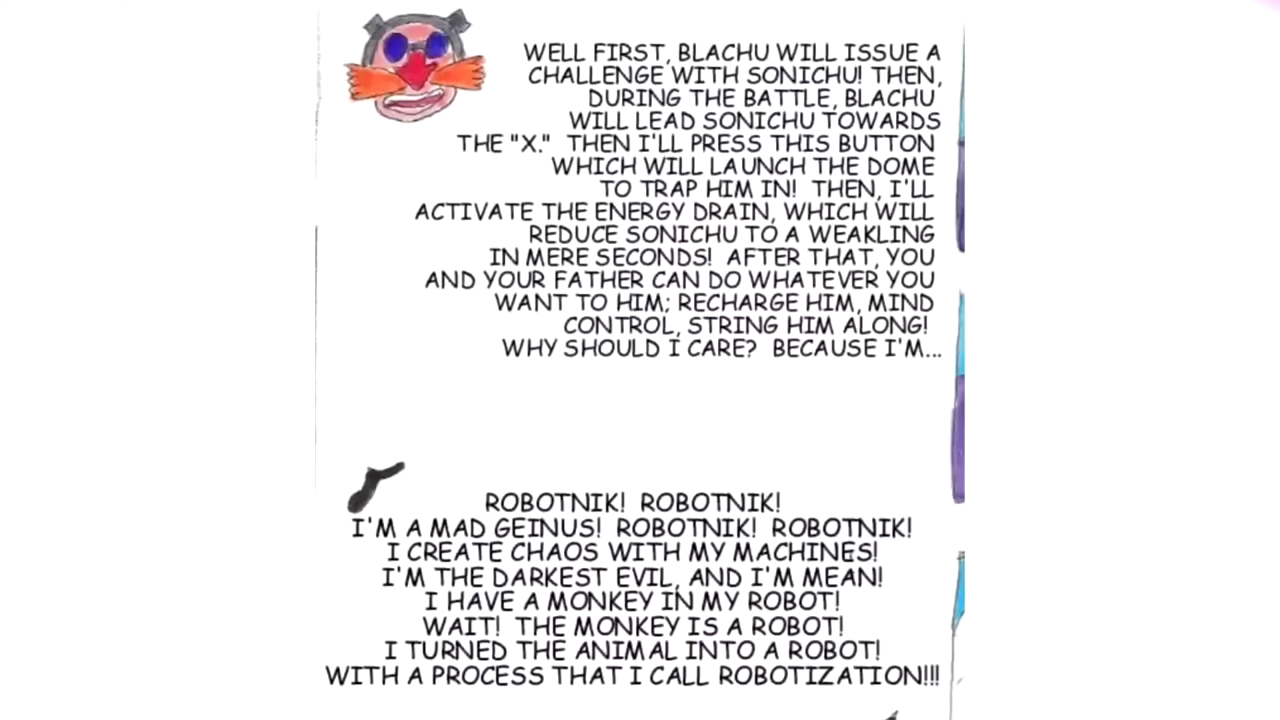 WELL FIRST, BLACHU WILL ISSUE A
CHALLENGE WITH SONICHU! THEN,
DURING THE BATTLE, BLACHU
WILL LEAD SONICHU TOWARDS
THE "X." THEN I'LL PRESS THIS BUTTON
WHICH WILL LAUNCH THE DOME
TO TRAP HIM IN! THEN, I'LL
ACTIVATE THE ENERGY DRAIN, WHICH WILL
REDUCE SONICHU TO A WEAKLING
IN MERE SECONDS! AFTER THAT, YOU
AND YOUR FATHER CAN DO WHATEVER YOU
WANT TO HIM; RECHARGE HIM, MIND
CONTROL, STRING HIM ALONG!
WHY SHOULD I CARE? BECAUSE I'M...
ROBOTNIK! ROBOTNIK!
I'M A MAD GEINUS! ROBOTNIK! ROBOTNIK!
I CREATE CHAOS WITH MY MACHINES!
I'M THE DARKEST EVIL, AND I'M MEAN!
I HAVE A MONKEY IN MY ROBOT!
WAIT! THE MONKEY IS A ROBOT!
I TURNED THE ANIMAL INTO A ROBOT!
WITH A PROCESS THAT I CALL ROBOTIZATION!!!